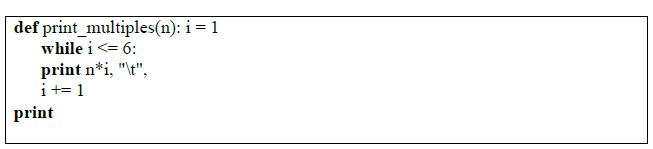 def print_multiples(n): i = 1
while i <= 6:
print n*i, "\t",
i += 1
print